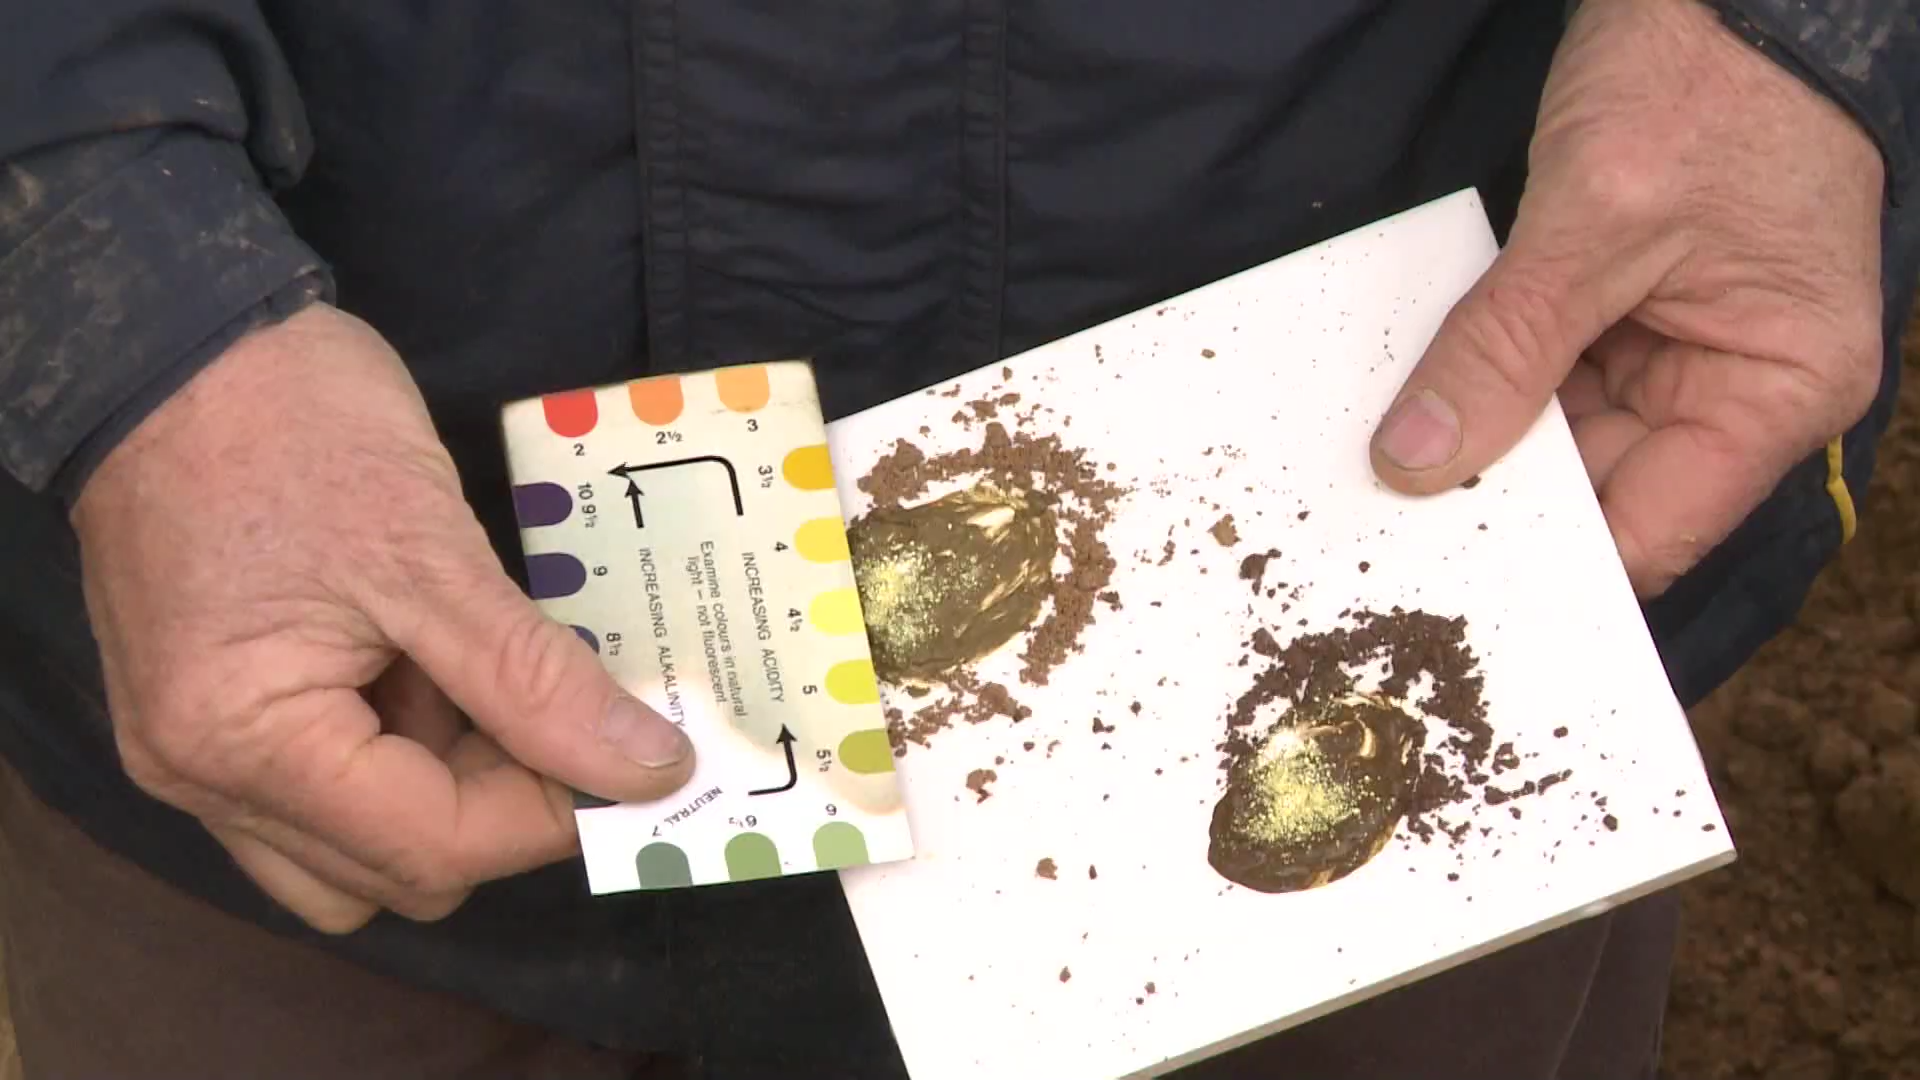 2
2½
3
3½
4
4½
5
5½
6
6½
NEUTRAL 7
8½
9
10 9½
INCREASING ACIDITY
Examine colours in natural
light – not fluorescent.
INCREASING ALKALINITY